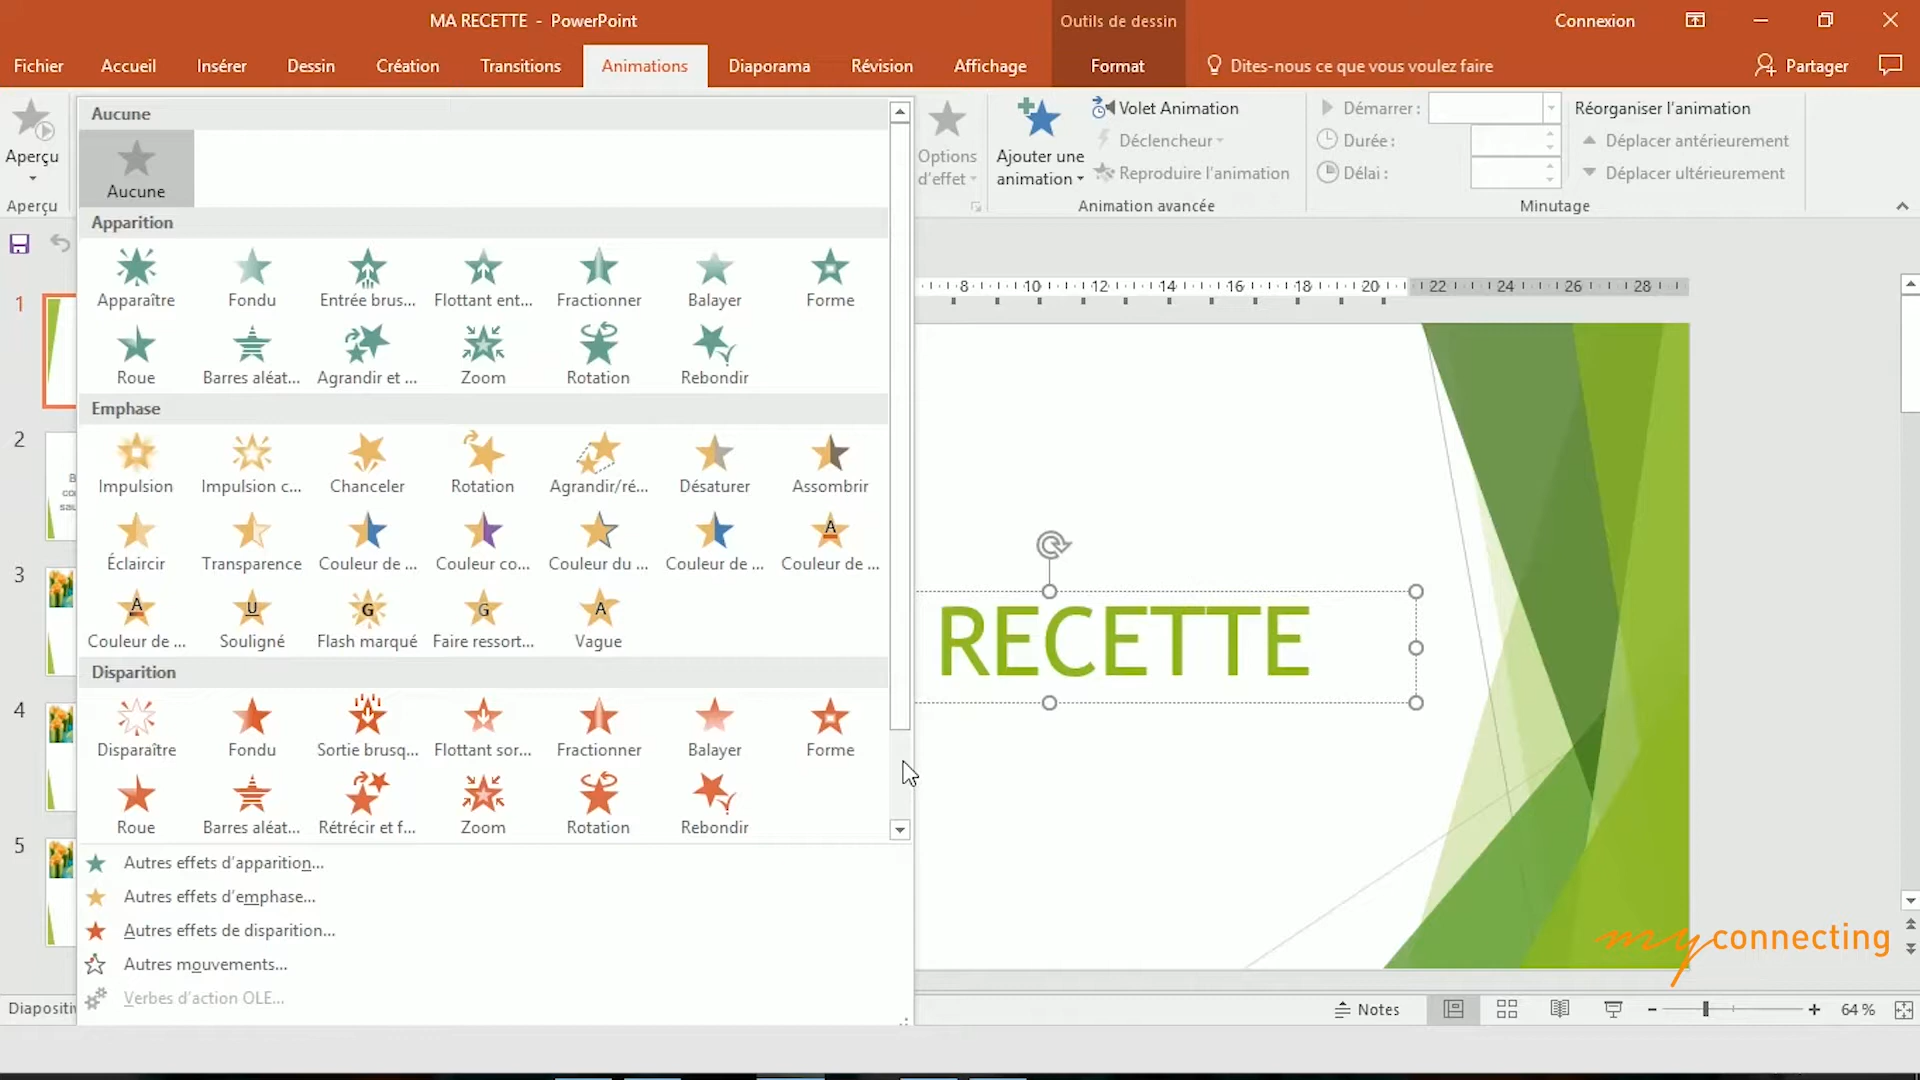 MA RECETTE - PowerPoint
Outils de dessin
Connexion
Fichier Accueil Insérer Dessin Création Transitions Animations Diaporama Révision Affichage Format Dites-nous ce que vous voulez faire Partager
Aperçu
Aperçu
Aucune
Aucune
Apparition
Apparaître Fondu Entrée brus... Flottant ent... Fractionner Balayer Forme
Roue Barres aléat... Agrandir et ... Zoom Rotation Rebondir
Emphase
Impulsion Impulsion c... Chanceler Rotation Agrandir/ré... Désaturer Assombrir
Éclaircir Transparence Couleur de ... Couleur co... Couleur du ... Couleur de ... Couleur de ...
Couleur de ... Souligné Flash marqué Faire ressort... Vague
Disparition
Disparaître Fondu Sortie brusq... Flottant sor... Fractionner Balayer Forme
Roue Barres aléat... Rétrécir et f... Zoom Rotation Rebondir
Autres effets d'apparition...
Autres effets d'emphase...
Autres effets de disparition...
Autres mouvements...
Verbes d'action OLE...
Options
d'effet
Ajouter une
animation
Volet Animation
Déclencheur
Reproduire l'animation
Animation avancée
Démarrer :
Durée :
Délai :
Réorganiser l'animation
Déplacer antérieurement
Déplacer ultérieurement
Minutage
8 10 12 14 16 18 20 22 24 26 28
1
2
3
4
5
RECETTE
my connecting
Notes
64 %